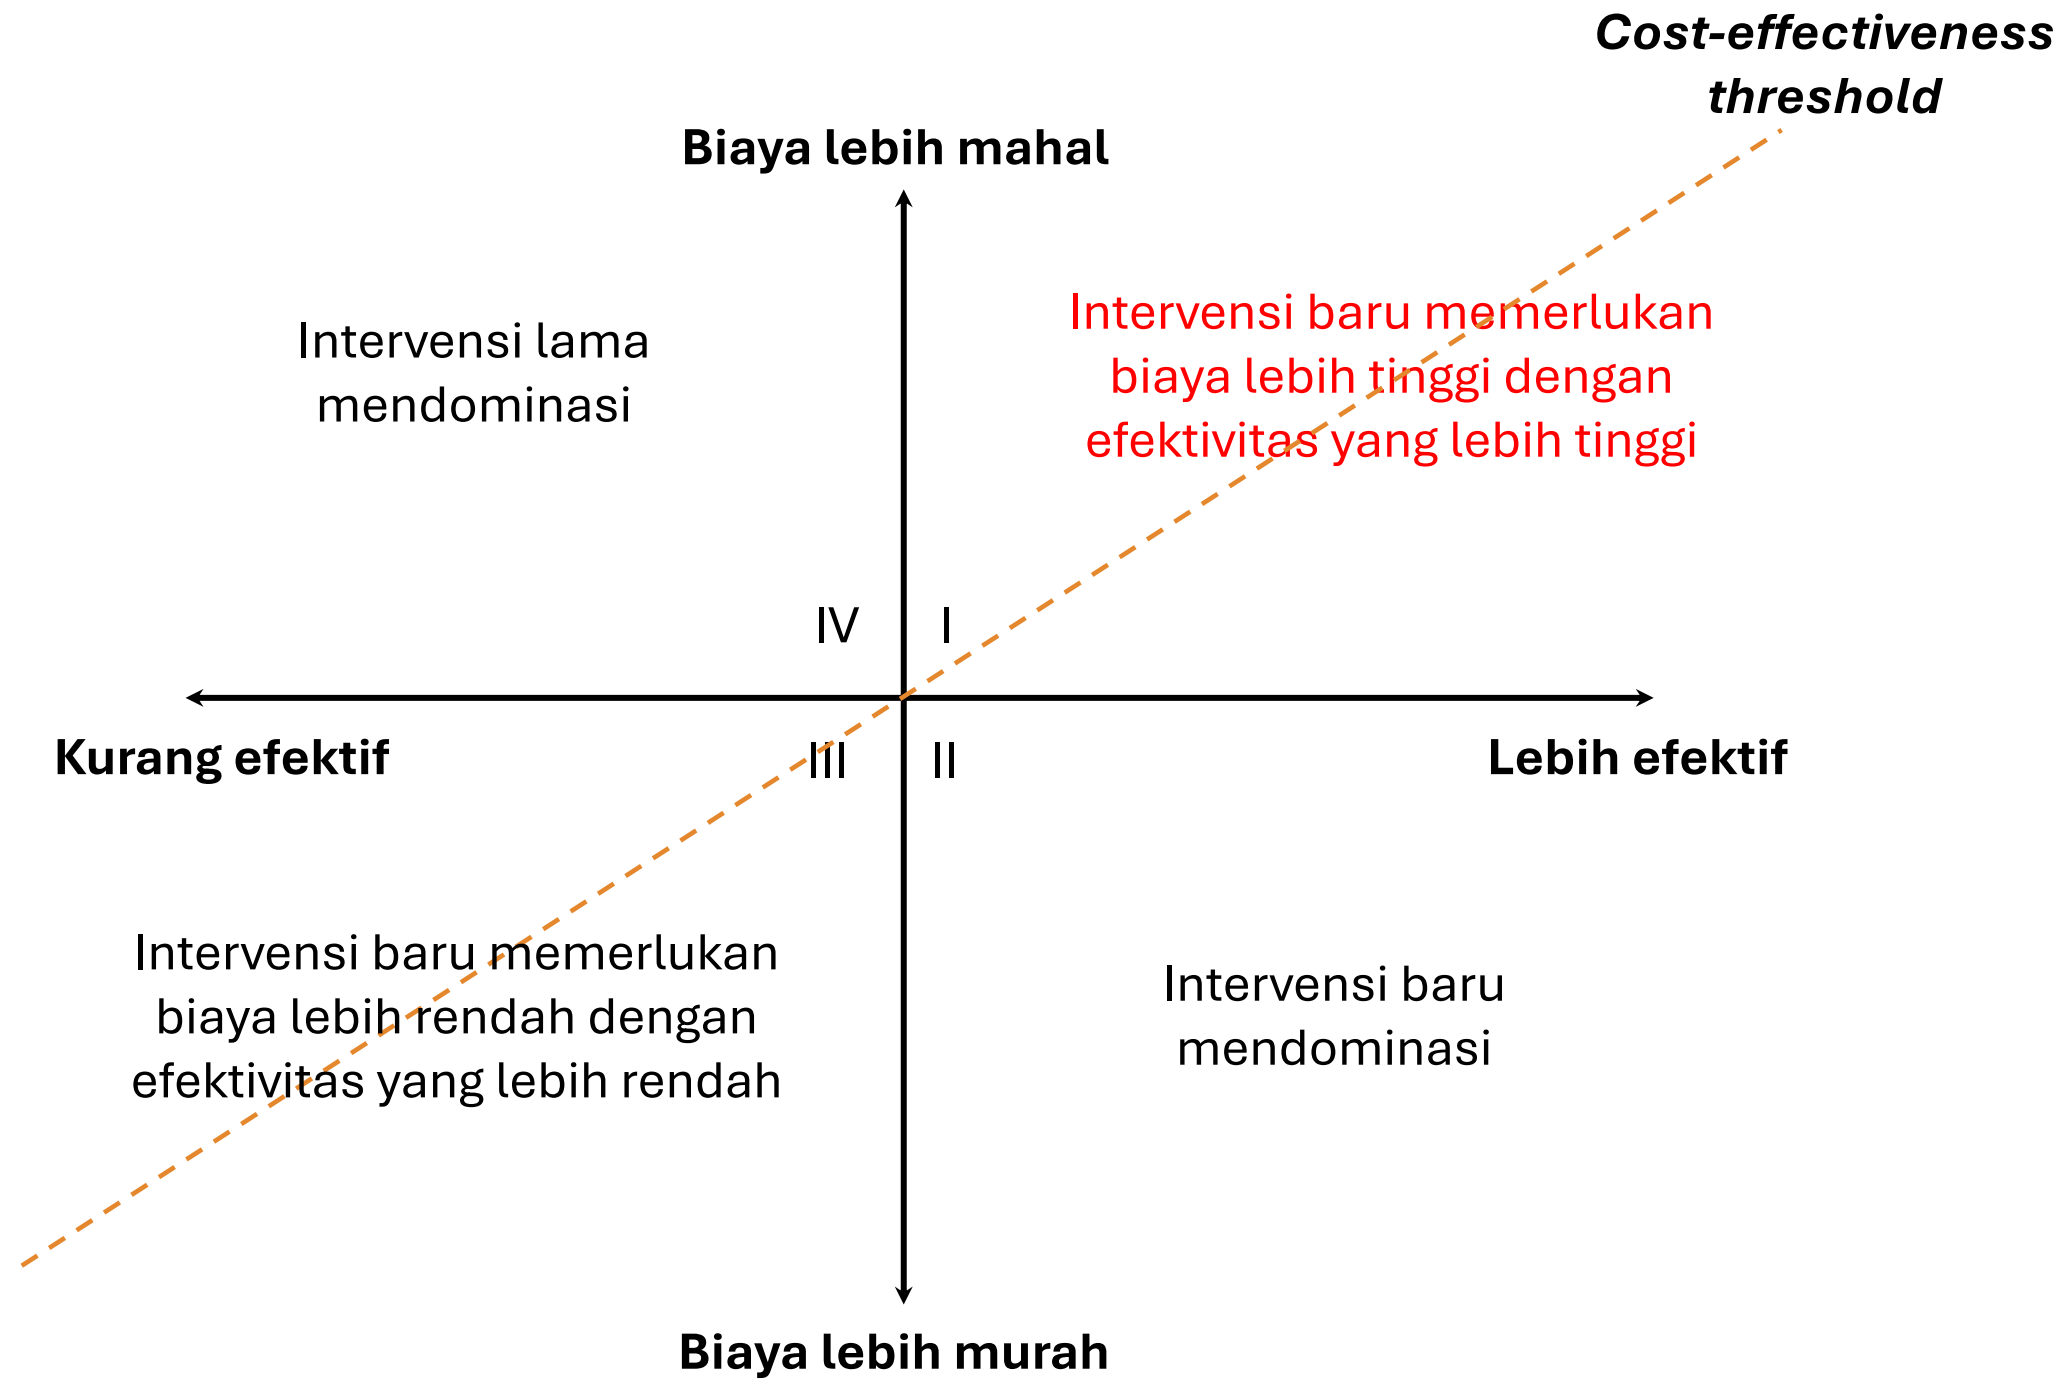 Cost-effectiveness
threshold
Biaya lebih mahal
Intervensi lama
mendominasi
Intervensi baru memerlukan
biaya lebih tinggi dengan
efektivitas yang lebih tinggi
IV
I
Kurang efektif
III
II
Lebih efektif
Intervensi baru memerlukan
biaya lebih rendah dengan
efektivitas yang lebih rendah
Intervensi baru
mendominasi
Biaya lebih murah